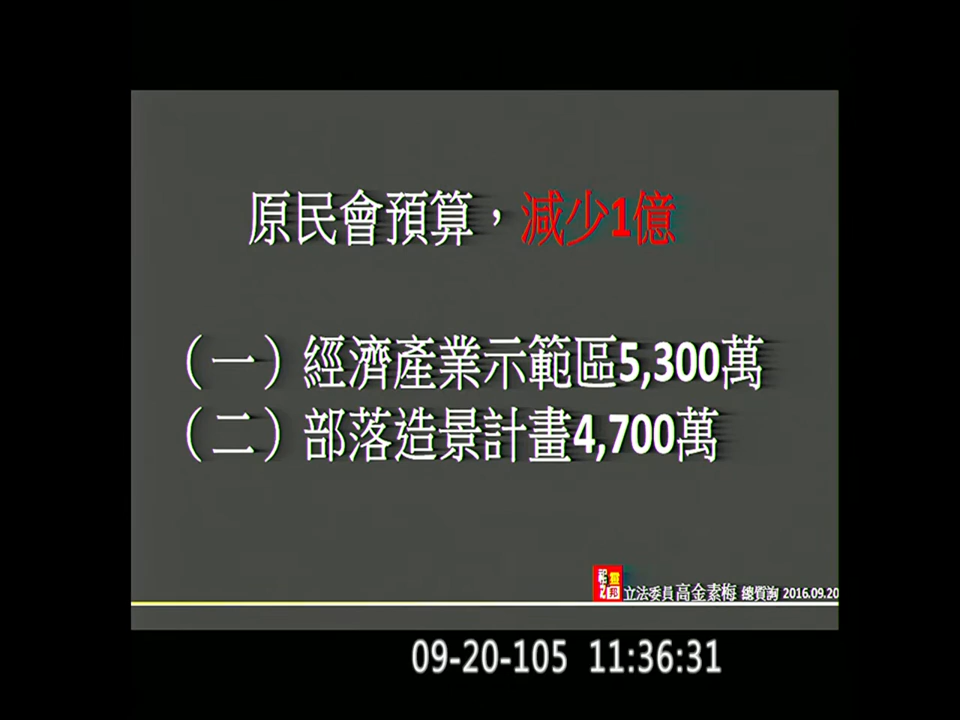 原民會預算，減少1億
（一）經濟產業示範區5,300萬
（二）部落造景計畫4,700萬
立法委員高金素梅 總質詢 2016.09.20
09-20-105 11:36:31